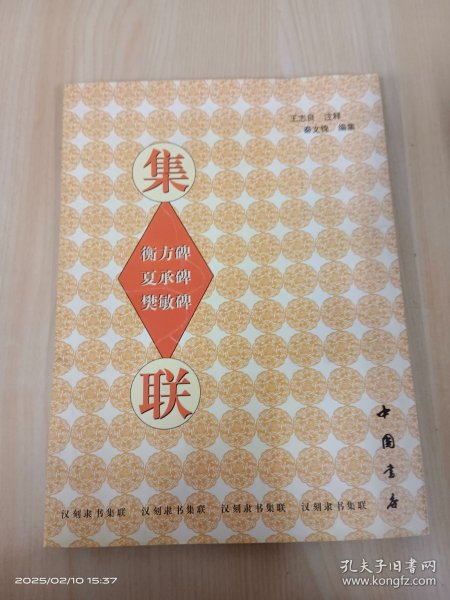 王志良 注释
秦文锦 编集
集
衡方碑
夏承碑
樊敏碑
联
中国书店
汉刻隶书集联 汉刻隶书集联 汉刻隶书集联 汉刻隶书集联
2025/02/10 15:37
孔夫子旧书网
www.kongfz.com